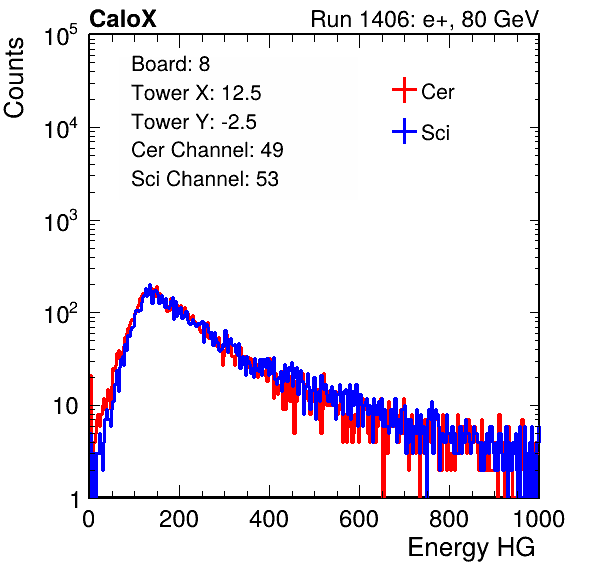 CaloX Run 1406: e+, 80 GeV
Counts
10^5
10^4
10^3
10^2
10
1
Board: 8
Tower X: 12.5
Tower Y: -2.5
Cer Channel: 49
Sci Channel: 53
Cer
Sci
0 200 400 600 800 1000
Energy HG